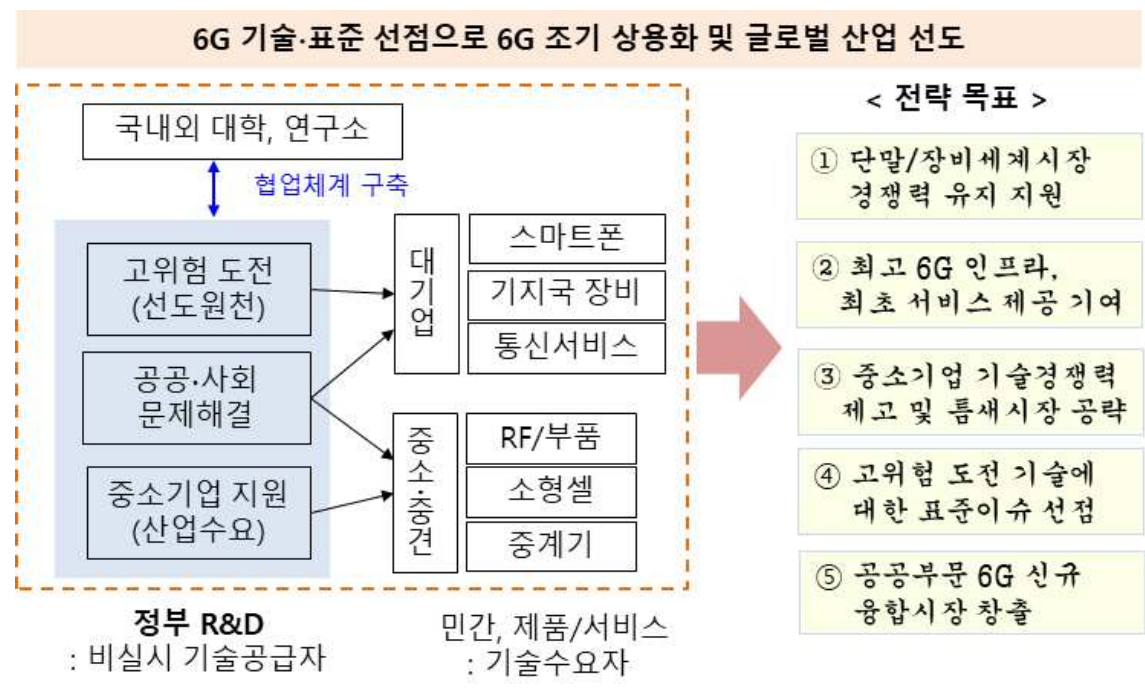 6G 기술·표준 선점으로 6G 조기 상용화 및 글로벌 산업 선도
국내외 대학, 연구소
협업체계 구축
고위험 도전
(선도원천)
공공·사회
문제해결
중소기업 지원
(산업수요)
대
기
업
스마트폰
기지국 장비
통신서비스
중
소
·
중
견
RF/부품
소형셀
중계기
정부 R&D
: 비실시 기술공급자
민간, 제품/서비스
: 기술수요자
< 전략 목표 >
① 단말/장비세계시장
경쟁력 유지 지원
② 최고 6G 인프라,
최초 서비스 제공 기여
③ 중소기업 기술경쟁력
제고 및 틈새시장 공략
④ 고위험 도전 기술에
대한 표준이슈 선점
⑤ 공공부문 6G 신규
융합시장 창출